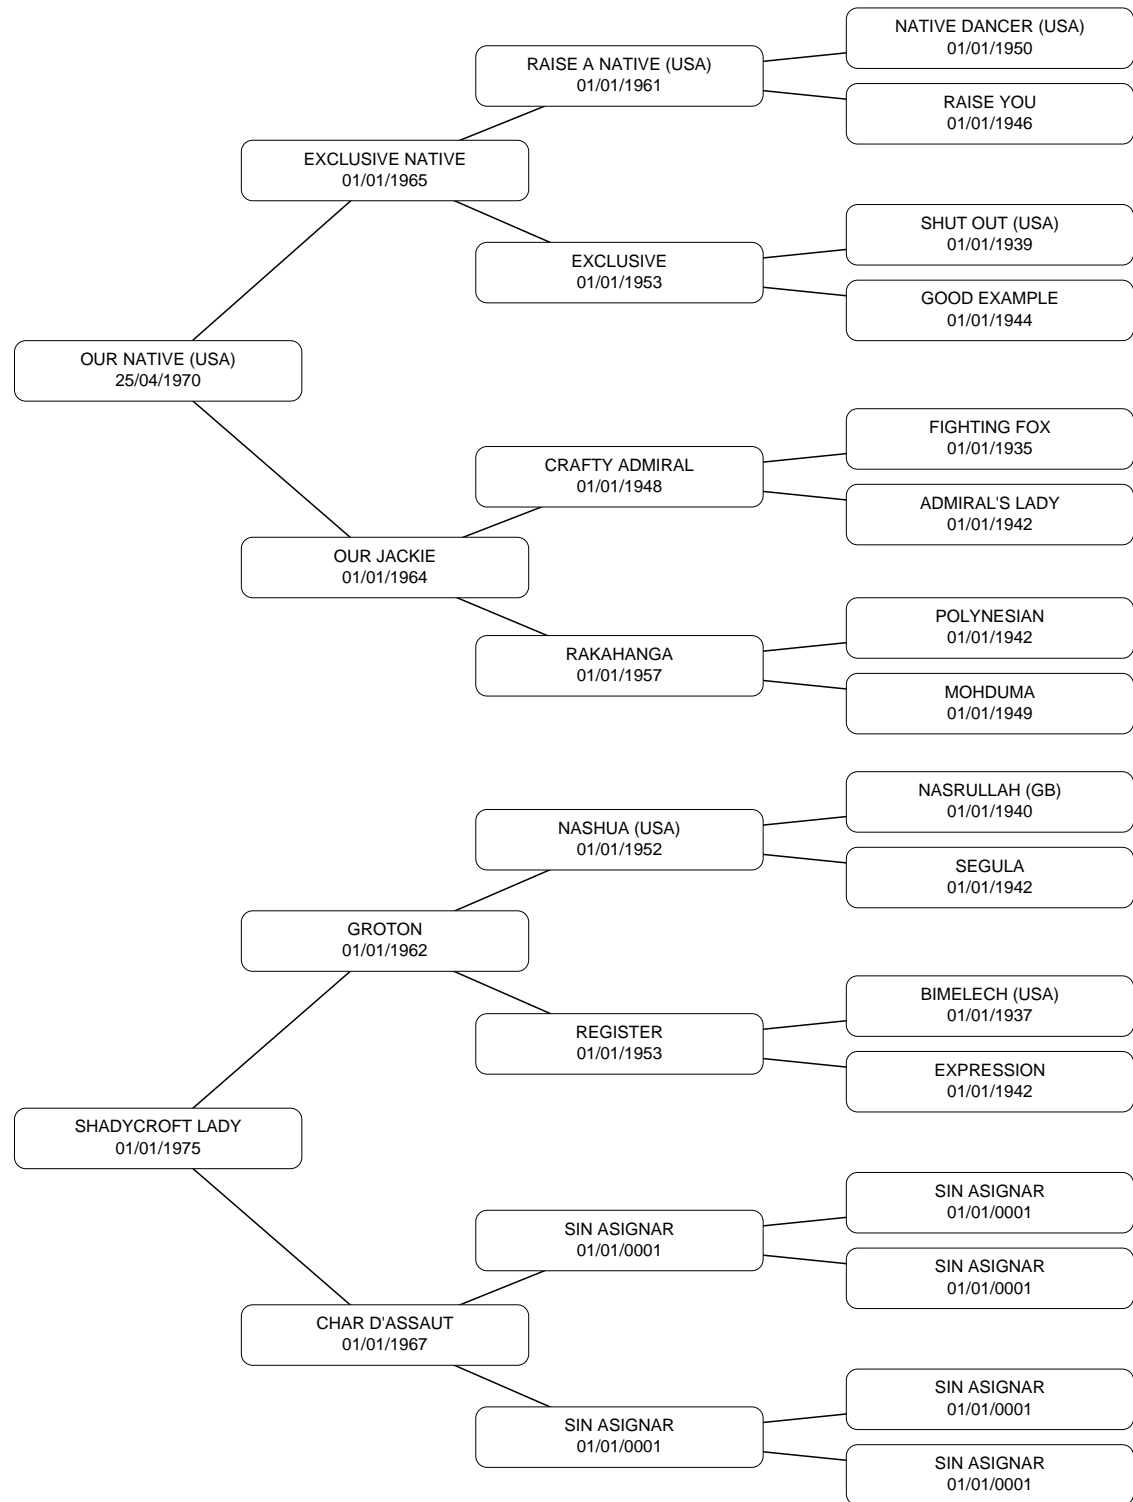 NATIVE DANCER (USA)
01/01/1950
RAISE A NATIVE (USA)
01/01/1961
RAISE YOU
01/01/1946
EXCLUSIVE NATIVE
01/01/1965
SHUT OUT (USA)
01/01/1939
EXCLUSIVE
01/01/1953
GOOD EXAMPLE
01/01/1944
OUR NATIVE (USA)
25/04/1970
FIGHTING FOX
01/01/1935
CRAFTY ADMIRAL
01/01/1948
ADMIRAL'S LADY
01/01/1942
OUR JACKIE
01/01/1964
POLYNESIAN
01/01/1942
RAKAHANGA
01/01/1957
MOHDUMA
01/01/1949
NASRULLAH (GB)
01/01/1940
NASHUA (USA)
01/01/1952
SEGULA
01/01/1942
GROTON
01/01/1962
BIMELECH (USA)
01/01/1937
REGISTER
01/01/1953
EXPRESSION
01/01/1942
SHADYCROFT LADY
01/01/1975
SIN ASIGNAR
01/01/0001
SIN ASIGNAR
01/01/0001
SIN ASIGNAR
01/01/0001
CHAR D'ASSAUT
01/01/1967
SIN ASIGNAR
01/01/0001
SIN ASIGNAR
01/01/0001
SIN ASIGNAR
01/01/0001